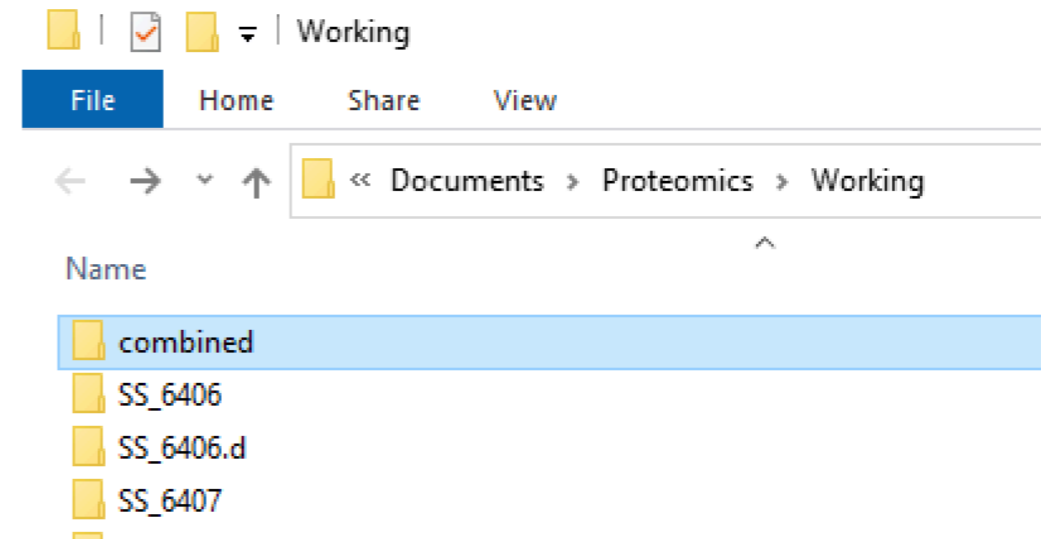 Working
File Home Share View
« Documents > Proteomics > Working
Name
combined
SS_6406
SS_6406.d
SS_6407